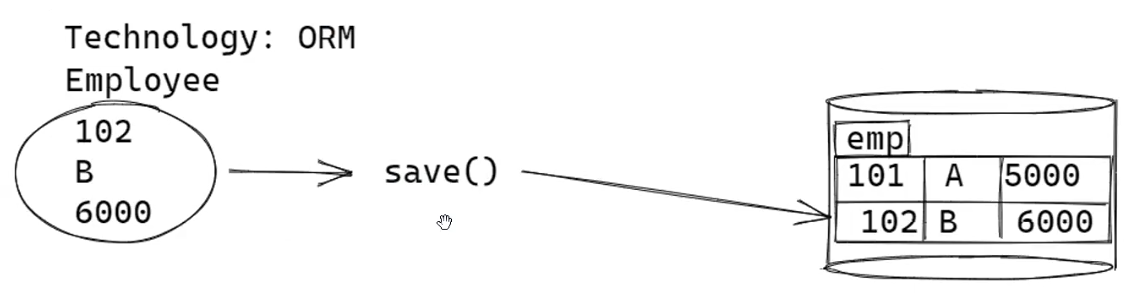 Technology: ORM
Employee
102
B
6000
save()
emp
101 A 5000
102 B 6000